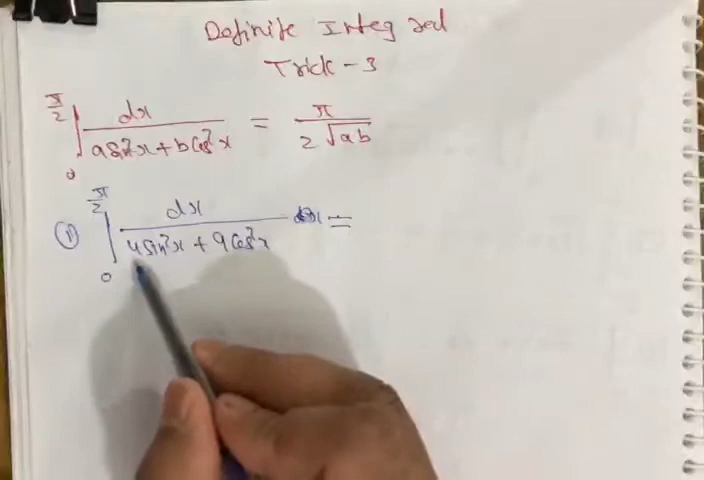 Definite Integral
Trick - 3
∫₀^(π/2) dx / (a sin²x + b cos²x) = π / (2√ab)
① ∫₀^(π/2) dx / (4 sin²x + 9 cos²x) =